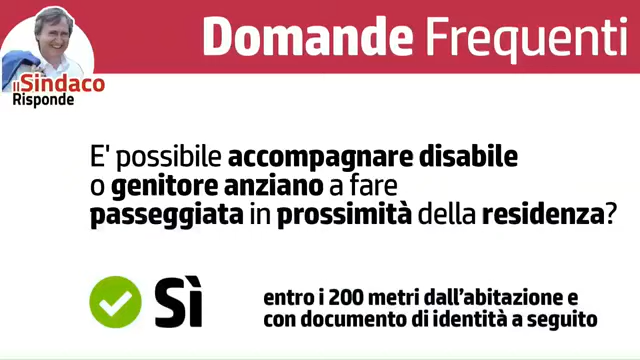 Domande Frequenti
Il Sindaco
Risponde
E' possibile accompagnare disabile
o genitore anziano a fare
passeggiata in prossimità della residenza?
Sì
entro i 200 metri dall'abitazione e
con documento di identità a seguito